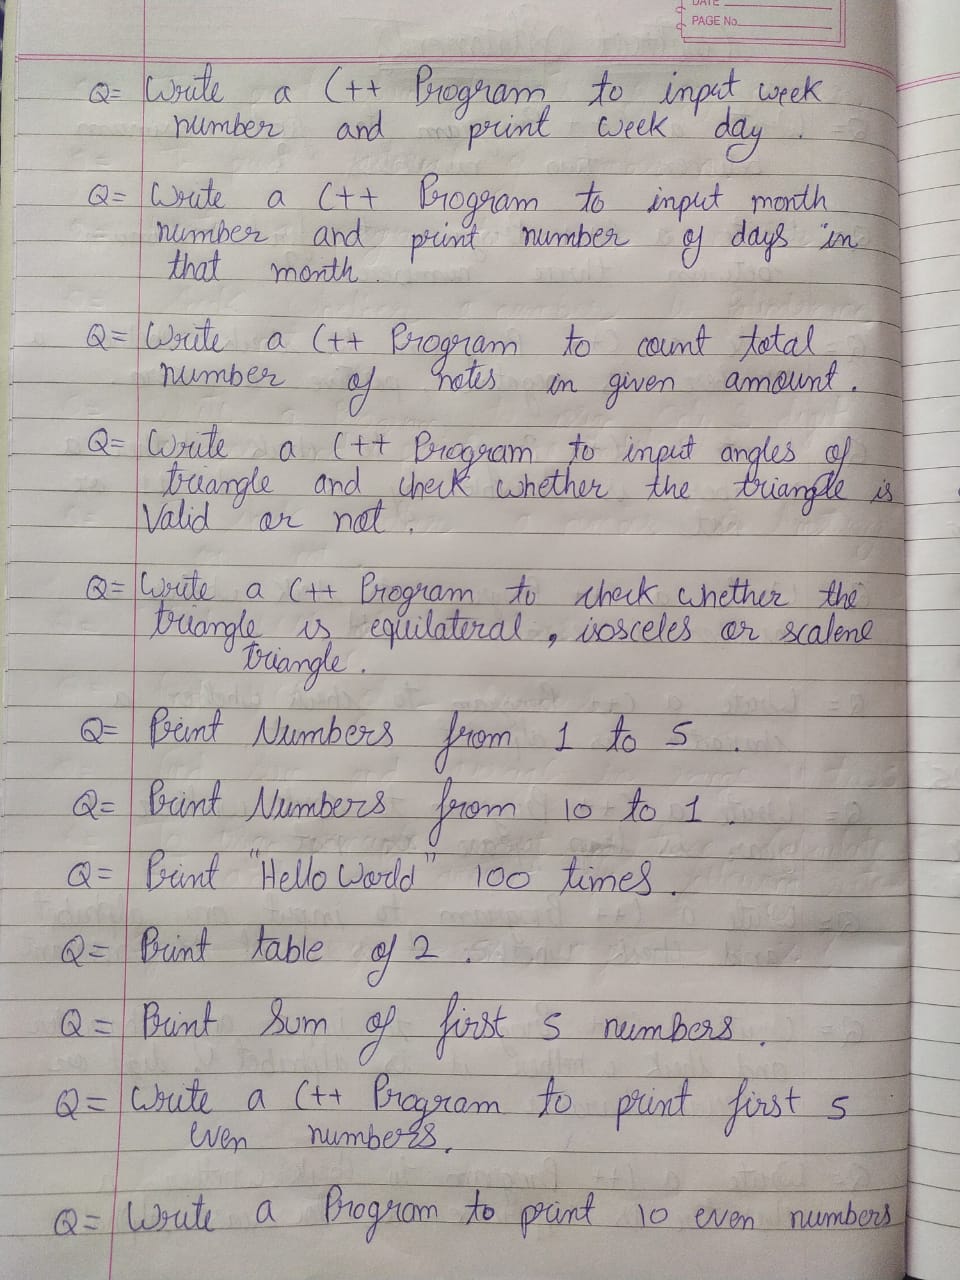 DATE
PAGE No.
Q= Write a C++ Program to input week
number and print week day.
Q= Write a C++ Program to input month
number and print number of days in
that month.
Q= Write a C++ Program to count total
number of notes in given amount.
Q= Write a C++ Program to input angles of
triangle and check whether the triangle is
Valid or not.
Q= Write a C++ Program to check whether the
triangle is equilateral, isosceles or scalene
triangle.
Q= Print Numbers from 1 to 5.
Q= Print Numbers from 10 to 1.
Q= Print "Hello World" 100 times.
Q= Print table of 2.
Q= Print Sum of first 5 numbers.
Q= Write a C++ Program to print first 5
even numbers.
Q= Write a Program to print 10 even numbers